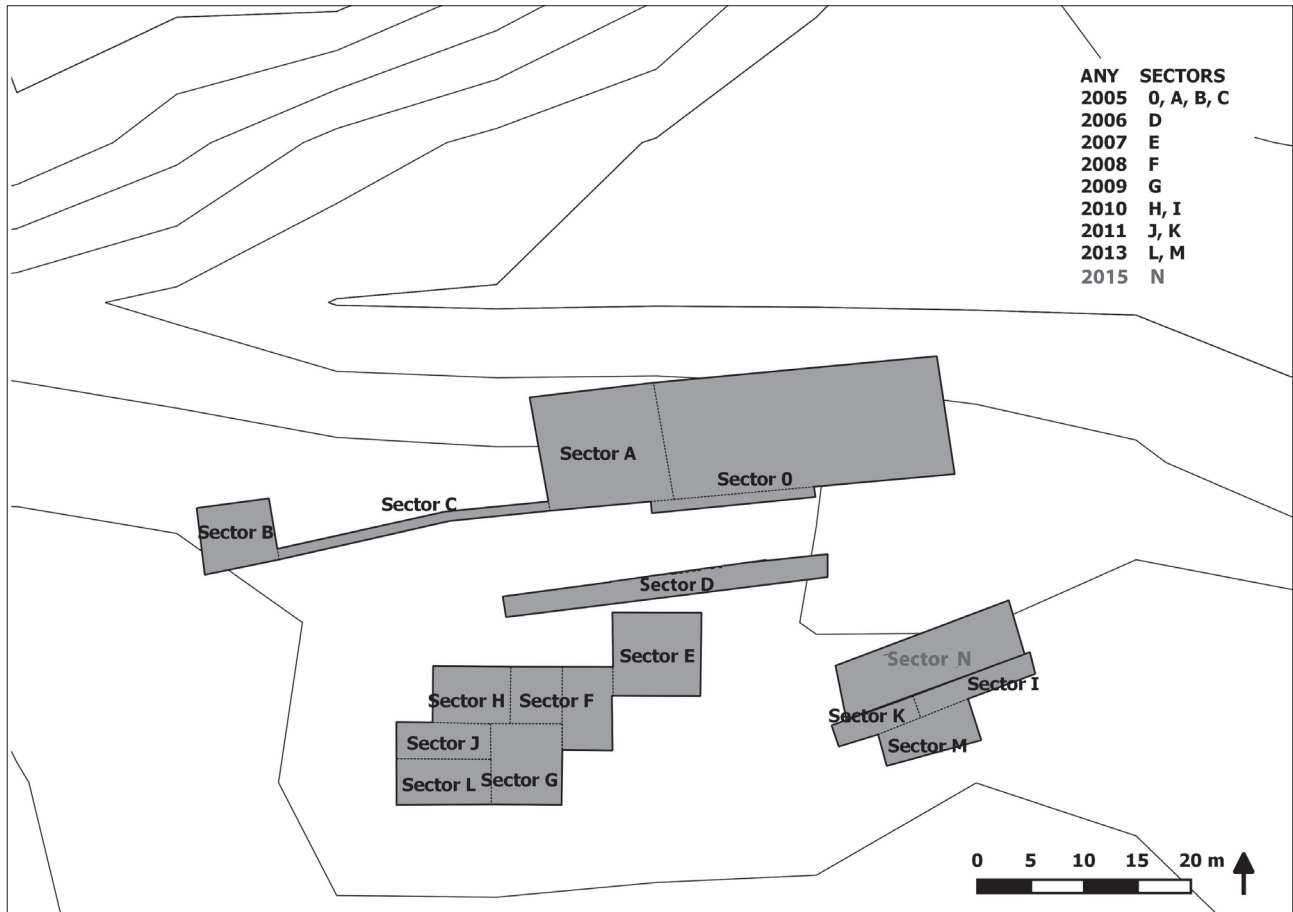 ANY SECTORS
2005 0, A, B, C
2006 D
2007 E
2008 F
2009 G
2010 H, I
2011 J, K
2013 L, M
2015 N
Sector A
Sector 0
Sector C
Sector B
Sector D
Sector E
Sector N
Sector I
Sector H
Sector F
Sector K
Sector J
Sector M
Sector L
Sector G
0 5 10 15 20 m